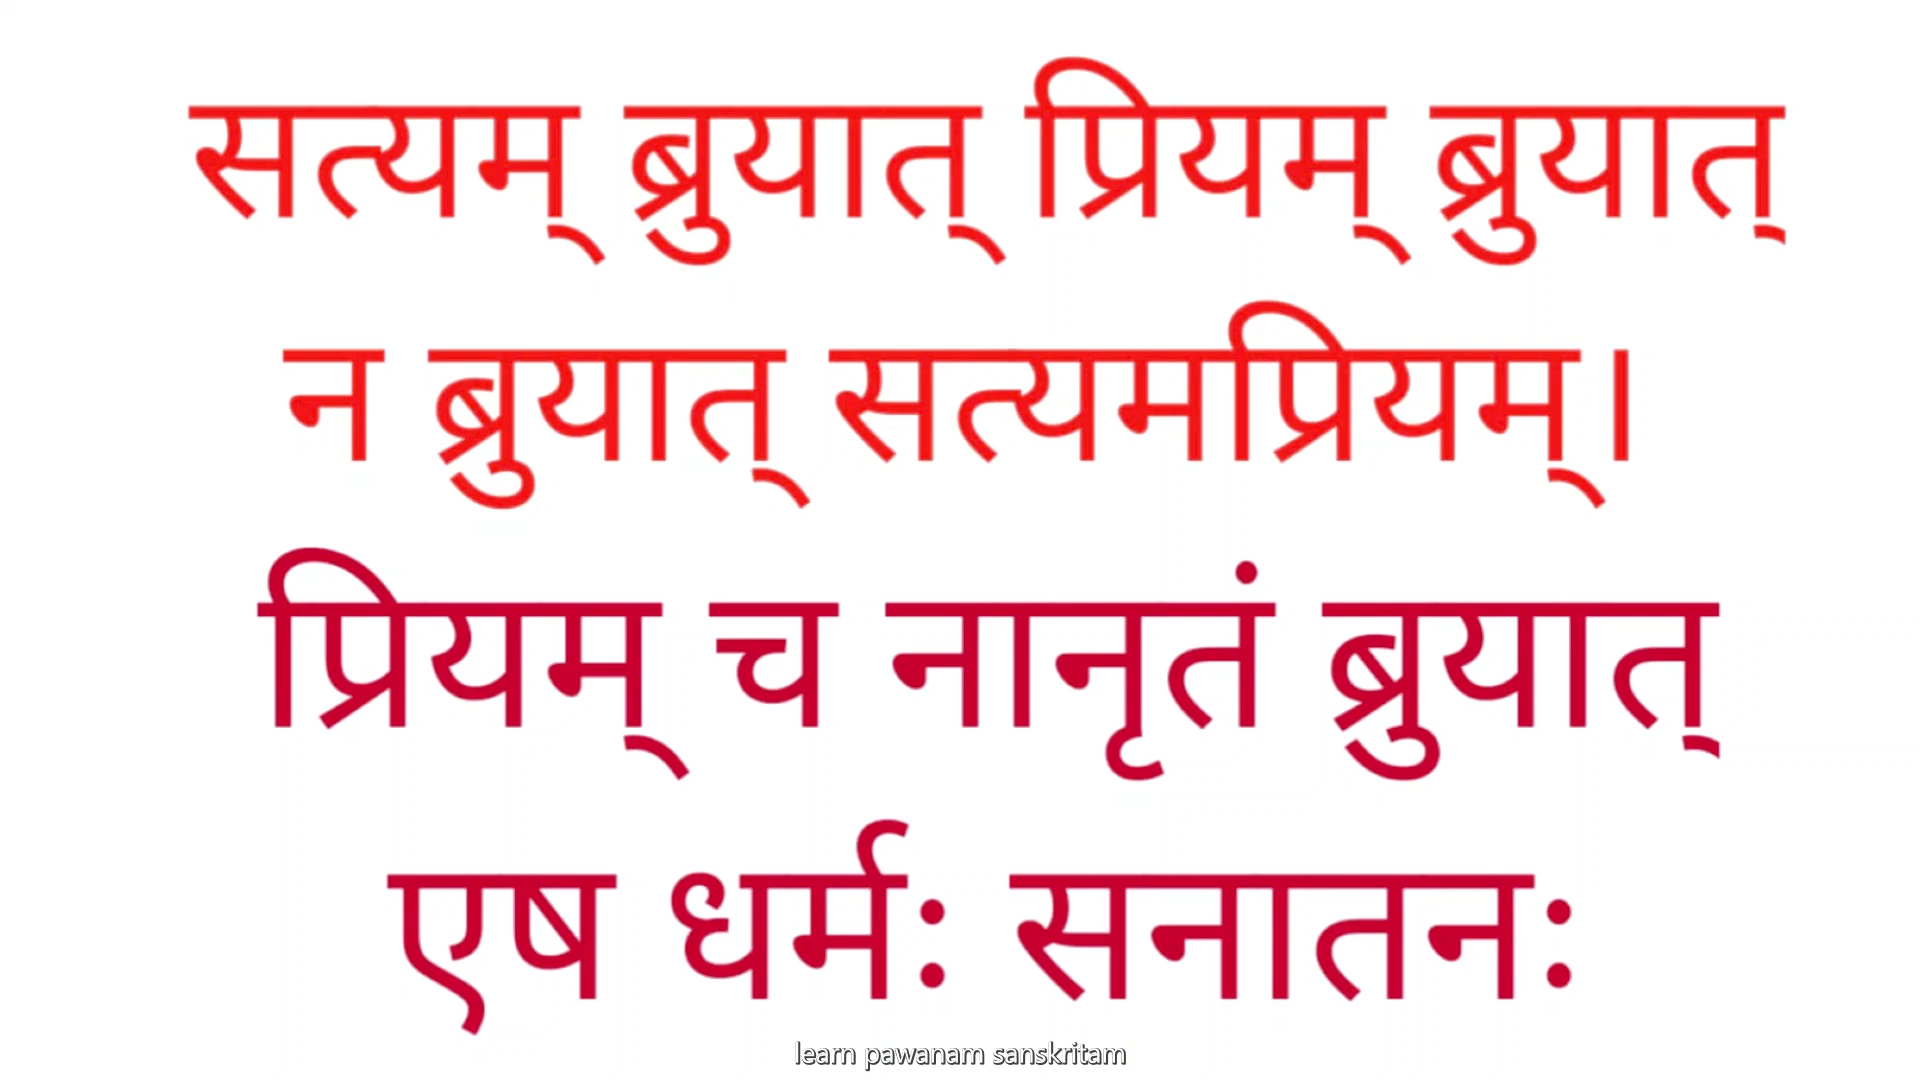 सत्यम् ब्रुयात् प्रियम् ब्रुयात्
न ब्रुयात् सत्यमप्रियम्।
प्रियम् च नानृतं ब्रुयात्
एष धर्म: सनातन:
learn pawanam sanskritam